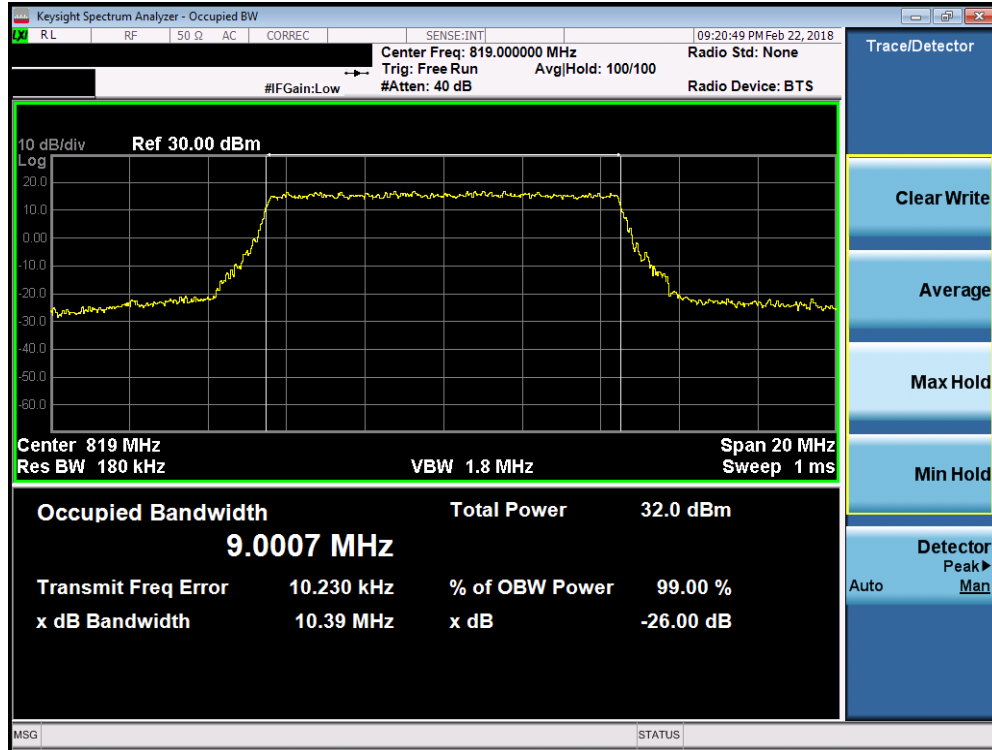 Keysight Spectrum Analyzer - Occupied BW
LXI RL RF 50 Ω AC CORREC SENSE:INT 09:20:49 PM Feb 22, 2018
Center Freq: 819.000000 MHz Radio Std: None
Trig: Free Run Avg|Hold: 100/100
#IFGain:Low #Atten: 40 dB Radio Device: BTS
10 dB/div Ref 30.00 dBm
Log
20.0
10.0
0.00
-10.0
-20.0
-30.0
-40.0
-50.0
-60.0
Center 819 MHz Span 20 MHz
Res BW 180 kHz VBW 1.8 MHz Sweep 1 ms
Occupied Bandwidth Total Power 32.0 dBm
9.0007 MHz
Transmit Freq Error 10.230 kHz % of OBW Power 99.00 %
x dB Bandwidth 10.39 MHz x dB -26.00 dB
MSG STATUS
Trace/Detector
Clear Write
Average
Max Hold
Min Hold
Detector
Peak▶
Auto Man